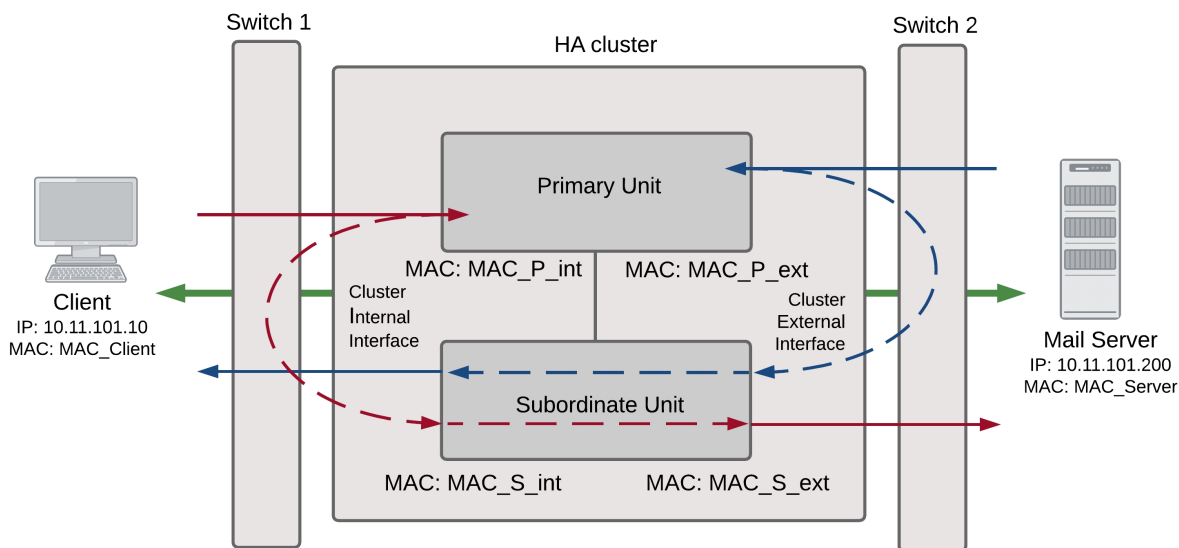 Switch 1
HA cluster
Switch 2
Primary Unit
MAC: MAC_P_int
MAC: MAC_P_ext
Cluster
Internal
Interface
Cluster
External
Interface
Client
IP: 10.11.101.10
MAC: MAC_Client
Mail Server
IP: 10.11.101.200
MAC: MAC_Server
Subordinate Unit
MAC: MAC_S_int
MAC: MAC_S_ext